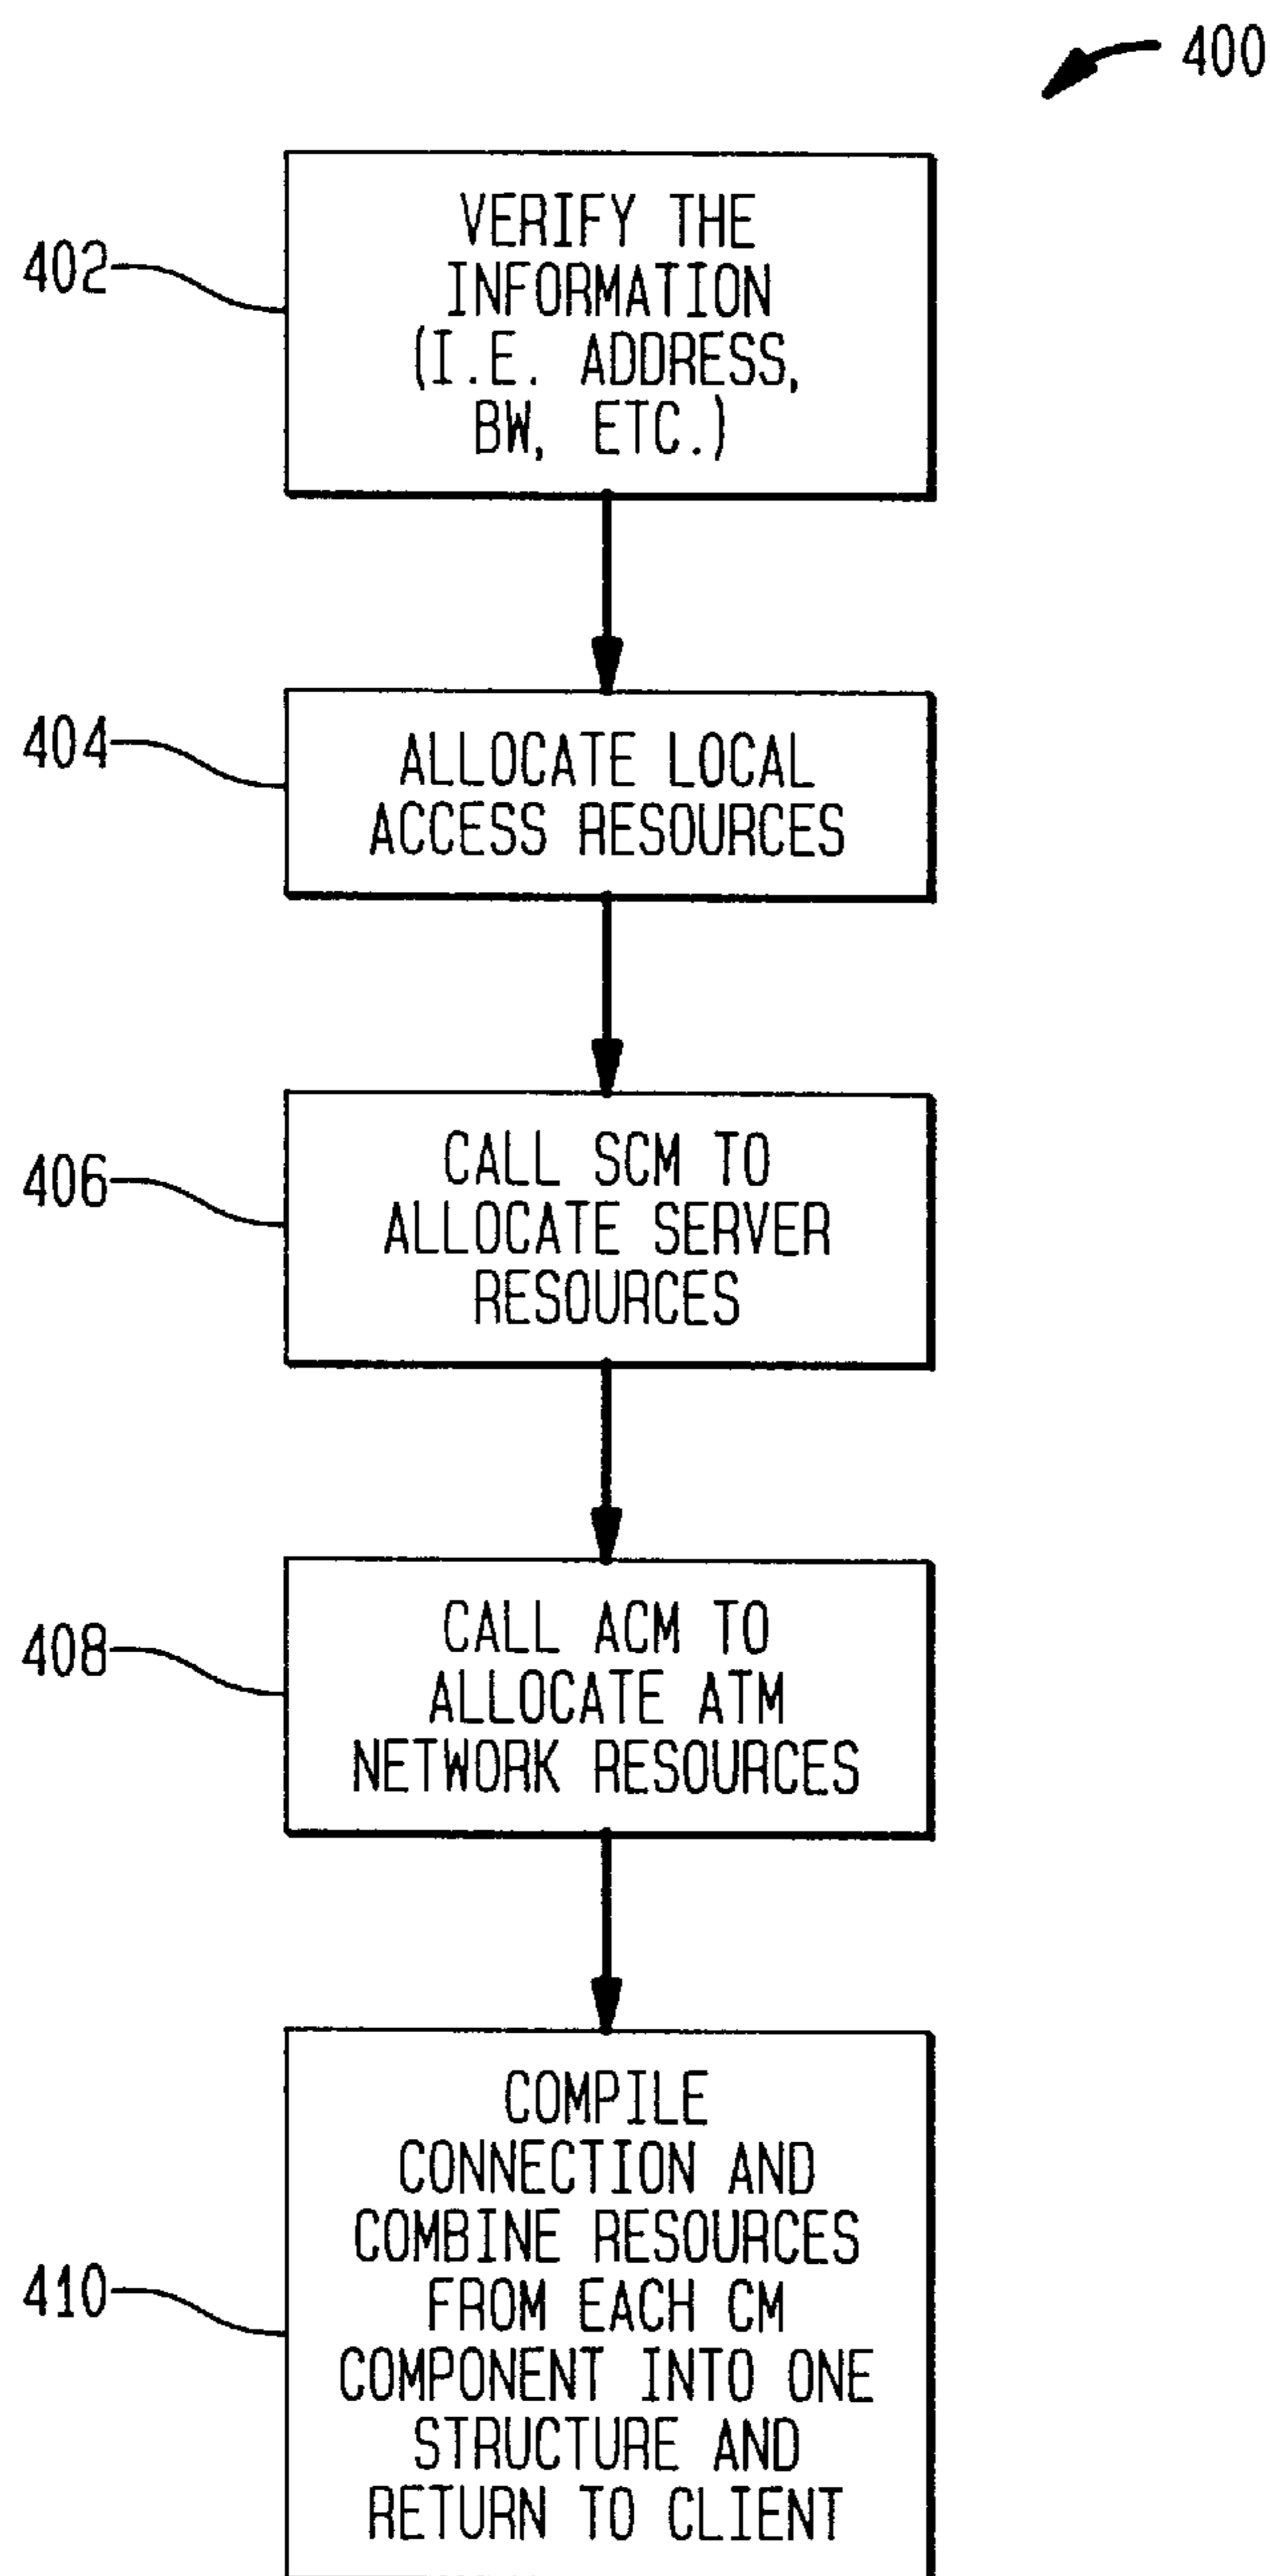 400
402
VERIFY THE
INFORMATION
(I.E. ADDRESS,
BW, ETC.)
404
ALLOCATE LOCAL
ACCESS RESOURCES
406
CALL SCM TO
ALLOCATE SERVER
RESOURCES
408
CALL ACM TO
ALLOCATE ATM
NETWORK RESOURCES
410
COMPILE
CONNECTION AND
COMBINE RESOURCES
FROM EACH CM
COMPONENT INTO ONE
STRUCTURE AND
RETURN TO CLIENT